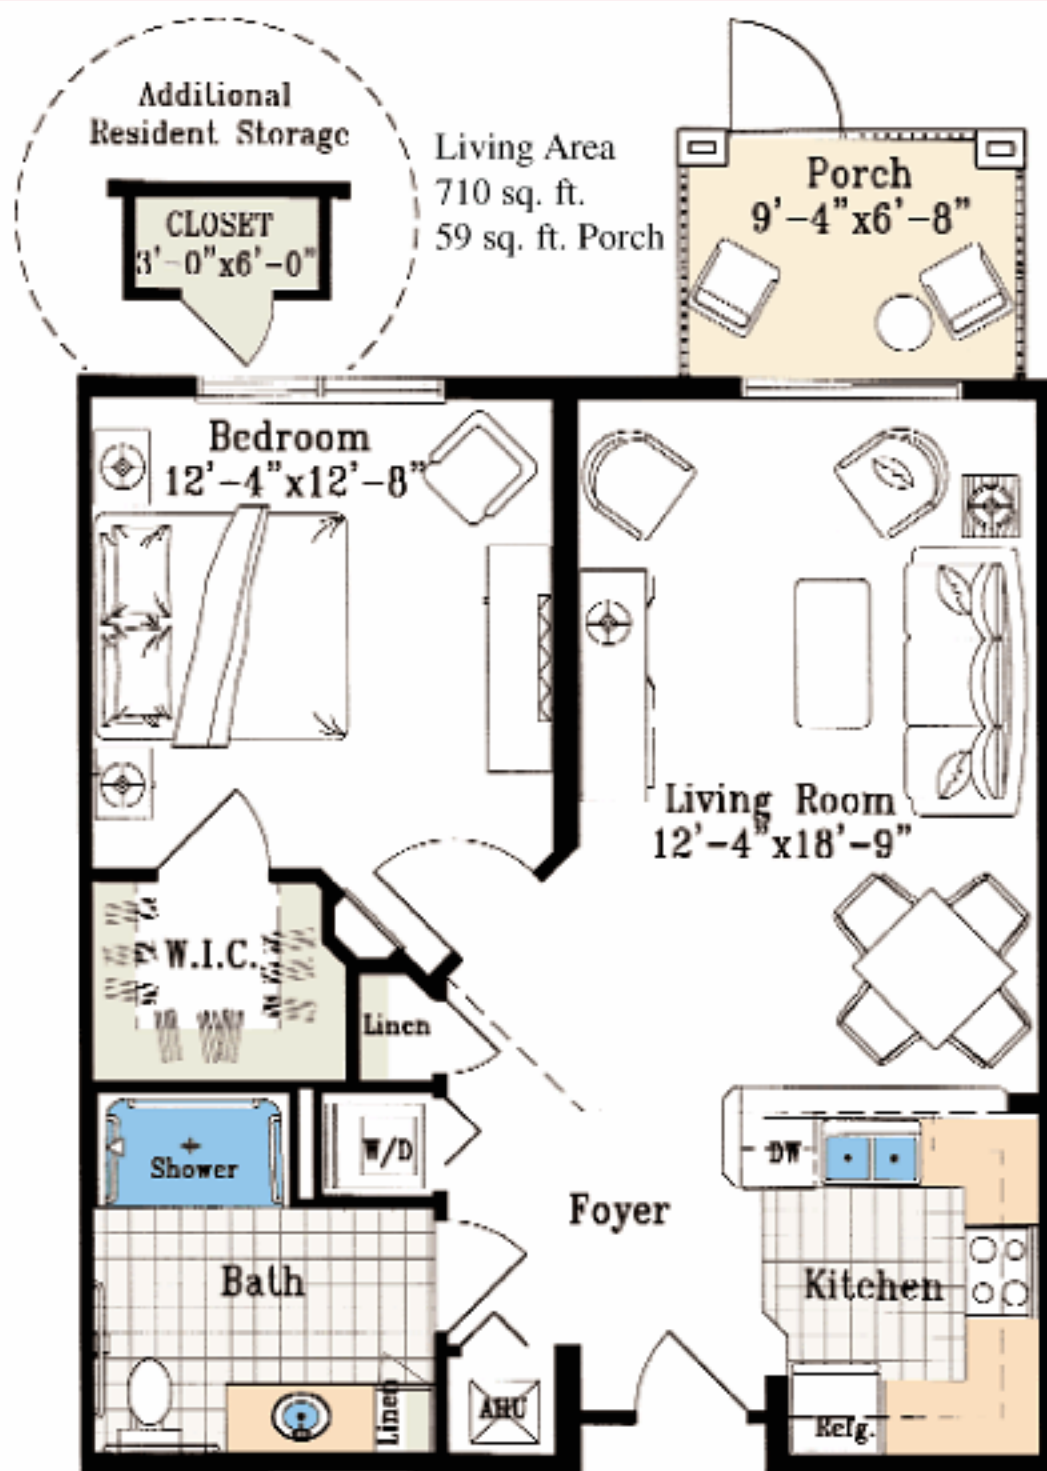 Additional
Resident Storage
CLOSET
3'-0"x6'-0"
Living Area
710 sq. ft.
59 sq. ft. Porch
Porch
9'-4"x6'-8"
Bedroom
12'-4"x12'-8"
Living Room
12'-4"x18'-9"
W.I.C.
Linen
Shower
W/D
DW
Foyer
Bath
Kitchen
Linen
AHU
Refg.